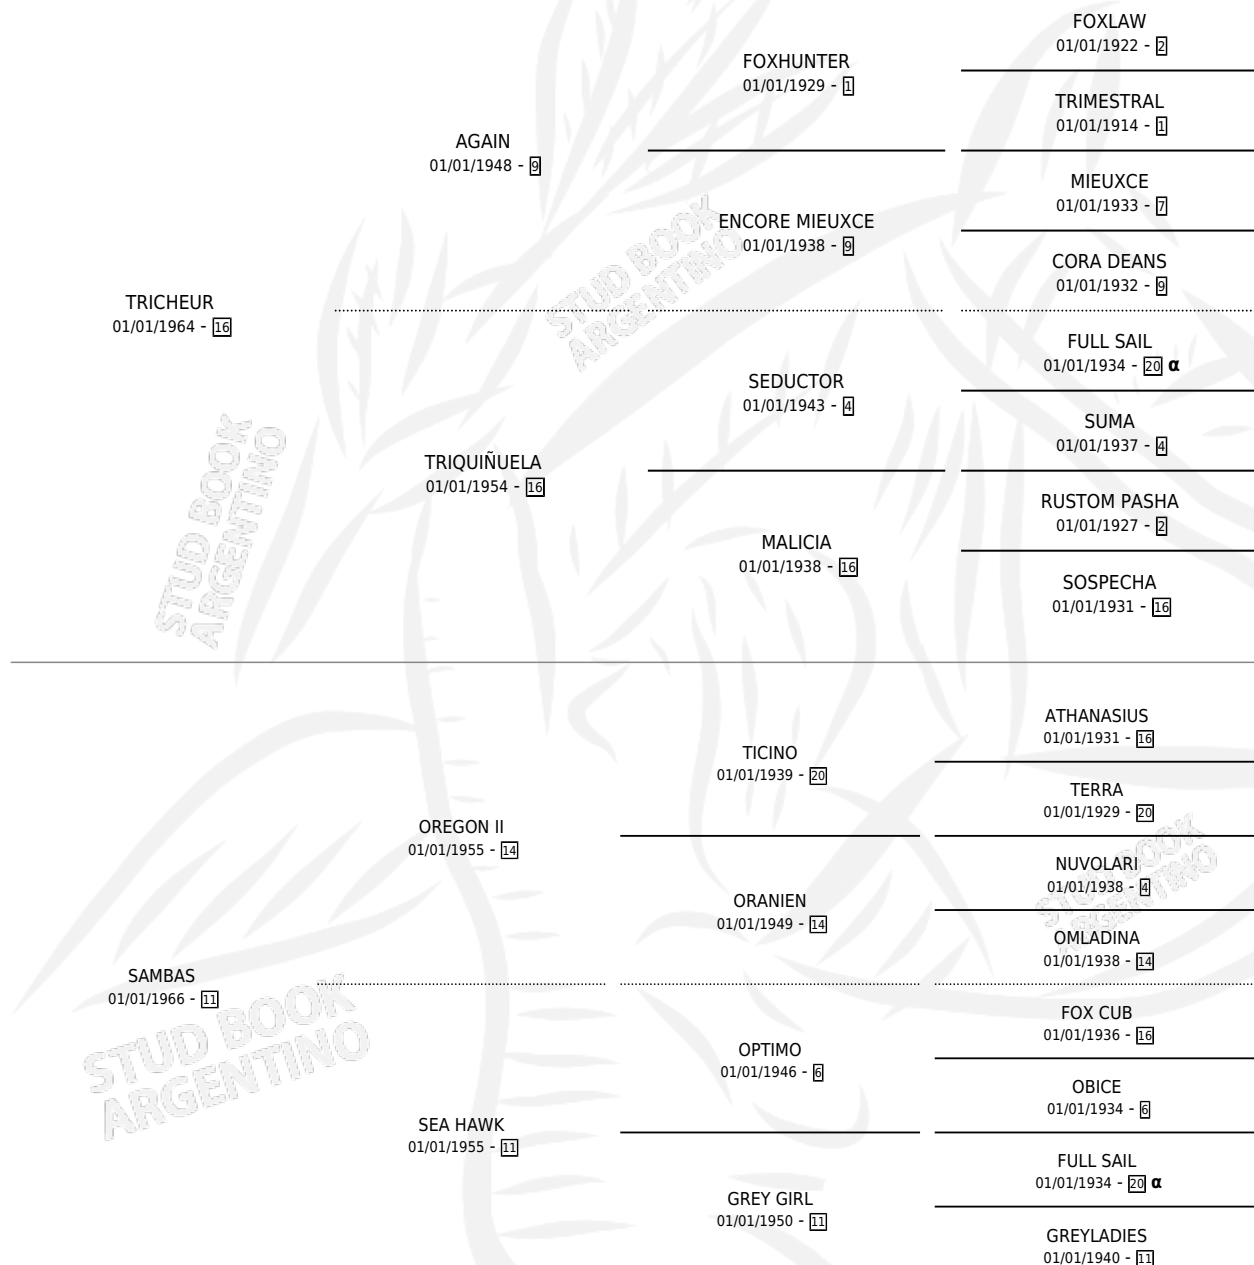 FOXLAW
01/01/1922 - 2
FOXHUNTER
01/01/1929 - 1
TRIMESTRAL
01/01/1914 - 1
AGAIN
01/01/1948 - 9
MIEUXCE
01/01/1933 - 7
ENCORE MIEUXCE
01/01/1938 - 9
CORA DEANS
01/01/1932 - 9
TRICHEUR
01/01/1964 - 16
FULL SAIL
01/01/1934 - 20 α
SEDUCTOR
01/01/1943 - 4
SUMA
01/01/1937 - 4
TRIQUIÑUELA
01/01/1954 - 16
RUSTOM PASHA
01/01/1927 - 2
MALICIA
01/01/1938 - 16
SOSPECHA
01/01/1931 - 16
ATHANASIUS
01/01/1931 - 16
TICINO
01/01/1939 - 20
TERRA
01/01/1929 - 20
OREGON II
01/01/1955 - 14
NUVOLARI
01/01/1938 - 4
ORANIEN
01/01/1949 - 14
OMLADINA
01/01/1938 - 14
SAMBAS
01/01/1966 - 11
FOX CUB
01/01/1936 - 16
OPTIMO
01/01/1946 - 6
OBICE
01/01/1934 - 6
SEA HAWK
01/01/1955 - 11
FULL SAIL
01/01/1934 - 20 α
GREY GIRL
01/01/1950 - 11
GREYLADIES
01/01/1940 - 11
STUD BOOK
ARGENTINO
STUD BOOK
ARGENTINO
STUD BOOK
ARGENTINO
STUD BOOK
ARGENTINO